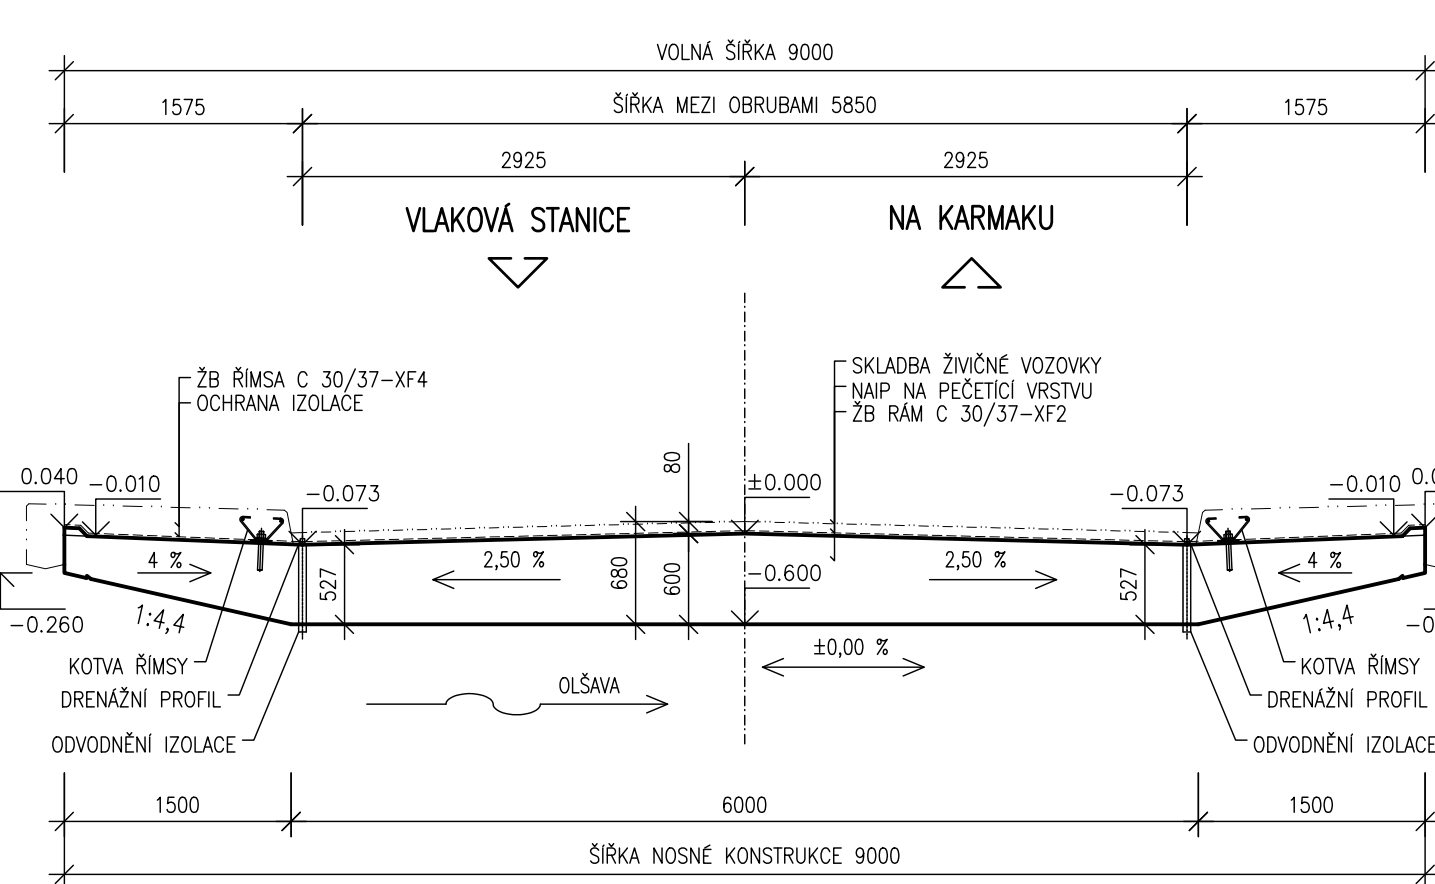 VOLNÁ ŠÍŘKA 9000
1575
ŠÍŘKA MEZI OBRUBAMI 5850
1575
2925
2925
VLAKOVÁ STANICE
NA KARMAKU
ŽB ŘÍMSA C 30/37-XF4
OCHRANA IZOLACE
SKLADBA ŽIVIČNÉ VOZOVKY
NAIP NA PEČETÍCÍ VRSTVU
ŽB RÁM C 30/37-XF2
0.040
-0.010
-0.073
80
±0.000
-0.073
-0.010
4 %
527
2,50 %
680
600
-0.600
2,50 %
527
4 %
-0.260
1:4,4
1:4,4
±0,00 %
KOTVA ŘÍMSY
DRENÁŽNÍ PROFIL
ODVODNĚNÍ IZOLACE
OLŠAVA
KOTVA ŘÍMSY
DRENÁŽNÍ PROFIL
ODVODNĚNÍ IZOLACE
1500
6000
1500
ŠÍŘKA NOSNÉ KONSTRUKCE 9000